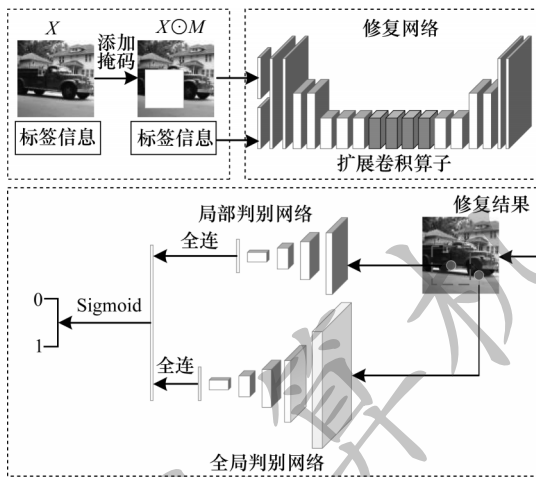 X
添加
掩码
X⊙M
修复网络
标签信息
标签信息
扩展卷积算子
局部判别网络
修复结果
全连
0
Sigmoid
1
全连
全局判别网络